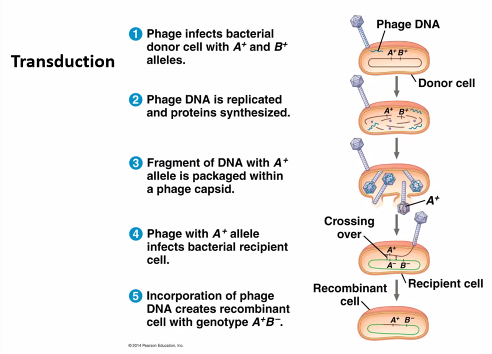 Transduction
1 Phage infects bacterial
donor cell with A+ and B+
alleles.
2 Phage DNA is replicated
and proteins synthesized.
3 Fragment of DNA with A+
allele is packaged within
a phage capsid.
4 Phage with A+ allele
infects bacterial recipient
cell.
5 Incorporation of phage
DNA creates recombinant
cell with genotype A+B−.
© 2014 Pearson Education, Inc.
Phage DNA
A+ B+
Donor cell
A+ B+
A+
Crossing
over
A+
A− B−
Recipient cell
Recombinant
cell
A+ B−